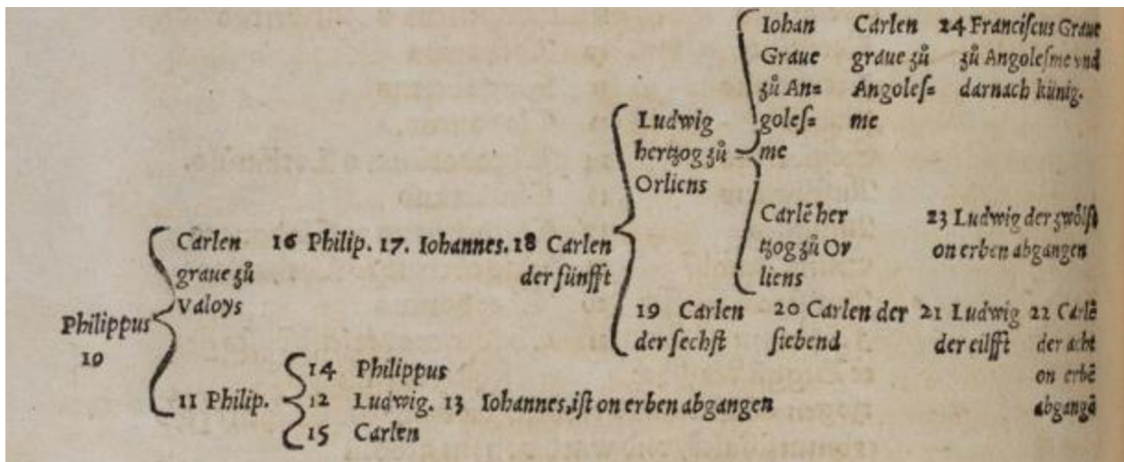 Iohan Carlen 24 Franciſcus Graue
Graue graue zů zů Angoleſme vnd
zů An= Angoleſ= darnach künig.
Ludwig goleſ= me
hertzog zů me
Orliens
Carlē her 23 Ludwig der zwölfft
tzog zů Or on erben abgangen
liens
Carlen 16 Philip. 17. Iohannes. 18 Carlen
graue zů der fünfft
Valoys
19 Carlen 20 Carlen der 21 Ludwig 22 Carlē
der ſechſt ſiebend der eilfft der acht
on erbē
abgangē
Philippus
10
14 Philippus
11 Philip. 12 Ludwig. 13 Iohannes, iſt on erben abgangen
15 Carlen